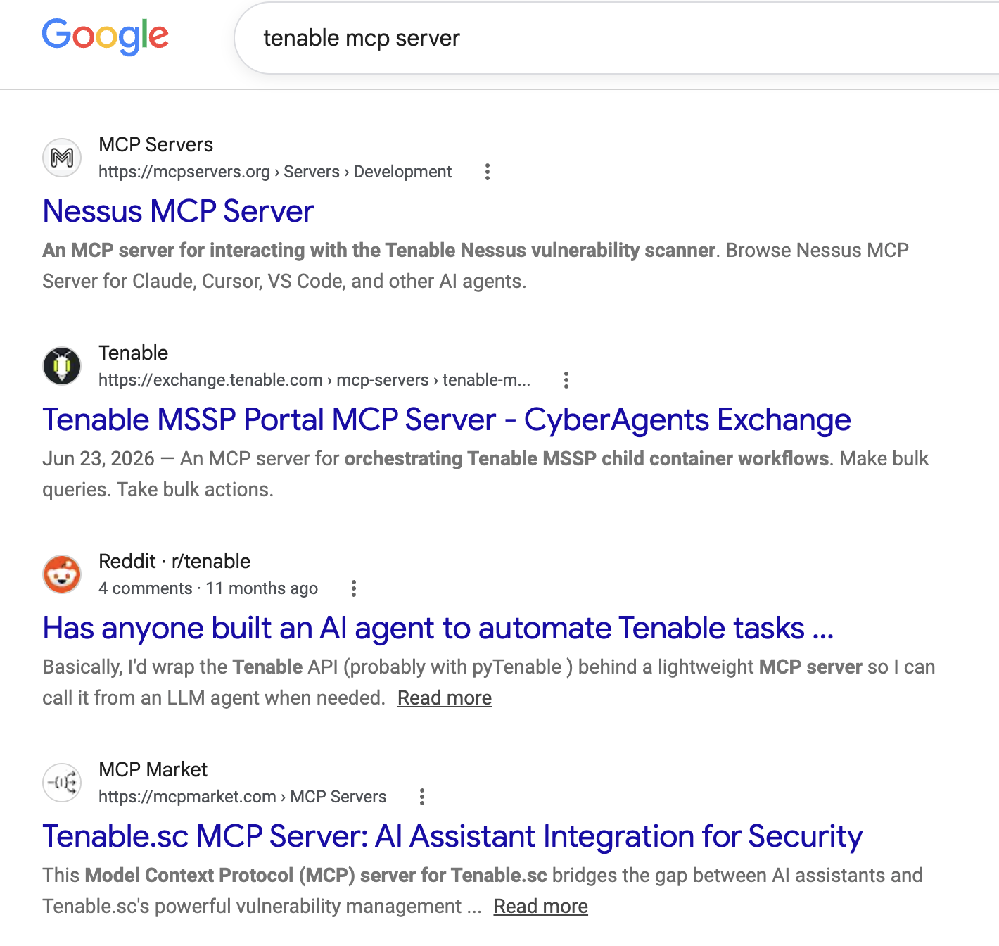 Google
tenable mcp server
MCP Servers
https://mcpservers.org › Servers › Development
Nessus MCP Server
An MCP server for interacting with the Tenable Nessus vulnerability scanner. Browse Nessus MCP
Server for Claude, Cursor, VS Code, and other AI agents.
Tenable
https://exchange.tenable.com › mcp-servers › tenable-m...
Tenable MSSP Portal MCP Server - CyberAgents Exchange
Jun 23, 2026 — An MCP server for orchestrating Tenable MSSP child container workflows. Make bulk
queries. Take bulk actions.
Reddit · r/tenable
4 comments · 11 months ago
Has anyone built an AI agent to automate Tenable tasks ...
Basically, I'd wrap the Tenable API (probably with pyTenable ) behind a lightweight MCP server so I can
call it from an LLM agent when needed. Read more
MCP Market
https://mcpmarket.com › MCP Servers
Tenable.sc MCP Server: AI Assistant Integration for Security
This Model Context Protocol (MCP) server for Tenable.sc bridges the gap between AI assistants and
Tenable.sc's powerful vulnerability management ... Read more